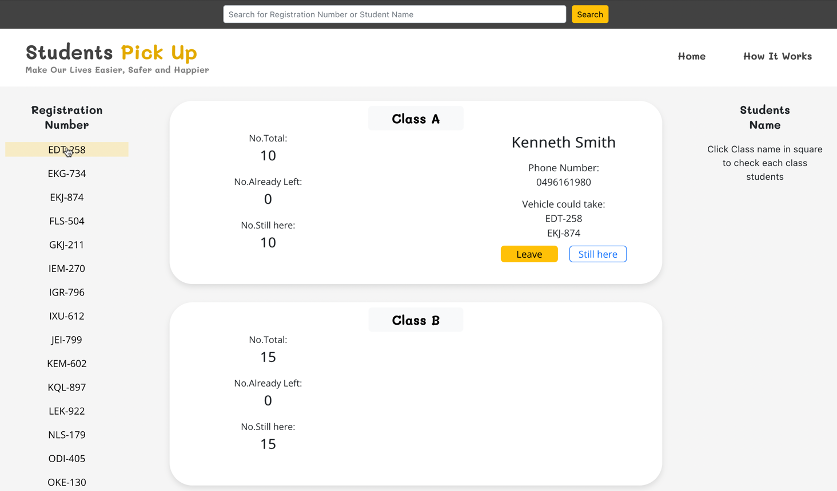 Search for Registration Number or Student Name
Search
Students Pick Up
Make Our Lives Easier, Safer and Happier
Home
How It Works
Registration
Number
EDT-258
EKG-734
EKJ-874
FLS-504
GKJ-211
IEM-270
IGR-796
IXU-612
JEI-799
KEM-602
KQL-897
LEK-922
NLS-179
ODI-405
OKE-130
Class A
No.Total:
10
No.Already Left:
0
No.Still here:
10
Kenneth Smith
Phone Number:
0496161980
Vehicle could take:
EDT-258
EKJ-874
Leave
Still here
Class B
No.Total:
15
No.Already Left:
0
No.Still here:
15
Students
Name
Click Class name in square
to check each class
students